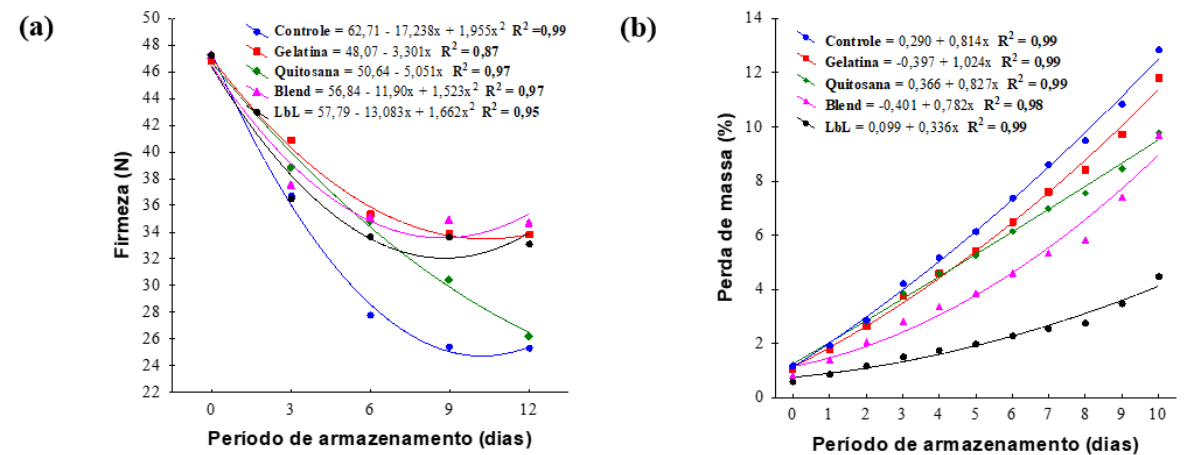 (a)
50
48
46
44
42
40
38
36
34
32
30
28
26
24
22
Firmeza (N)
Controle = 62,71 - 17,238x + 1,955x² R² =0,99
Gelatina = 48,07 - 3,301x R² = 0,87
Quitosana = 50,64 - 5,051x R² = 0,97
Blend = 56,84 - 11,90x + 1,523x² R² = 0,97
LbL = 57,79 - 13,083x + 1,662x² R² = 0,95
0 3 6 9 12
Período de armazenamento (dias)
(b)
14
12
10
8
6
4
2
0
Perda de massa (%)
Controle = 0,290 + 0,814x R² = 0,99
Gelatina = -0,397 + 1,024x R² = 0,99
Quitosana = 0,366 + 0,827x R² = 0,99
Blend = -0,401 + 0,782x R² = 0,98
LbL = 0,099 + 0,336x R² = 0,99
0 1 2 3 4 5 6 7 8 9 10
Período de armazenamento (dias)